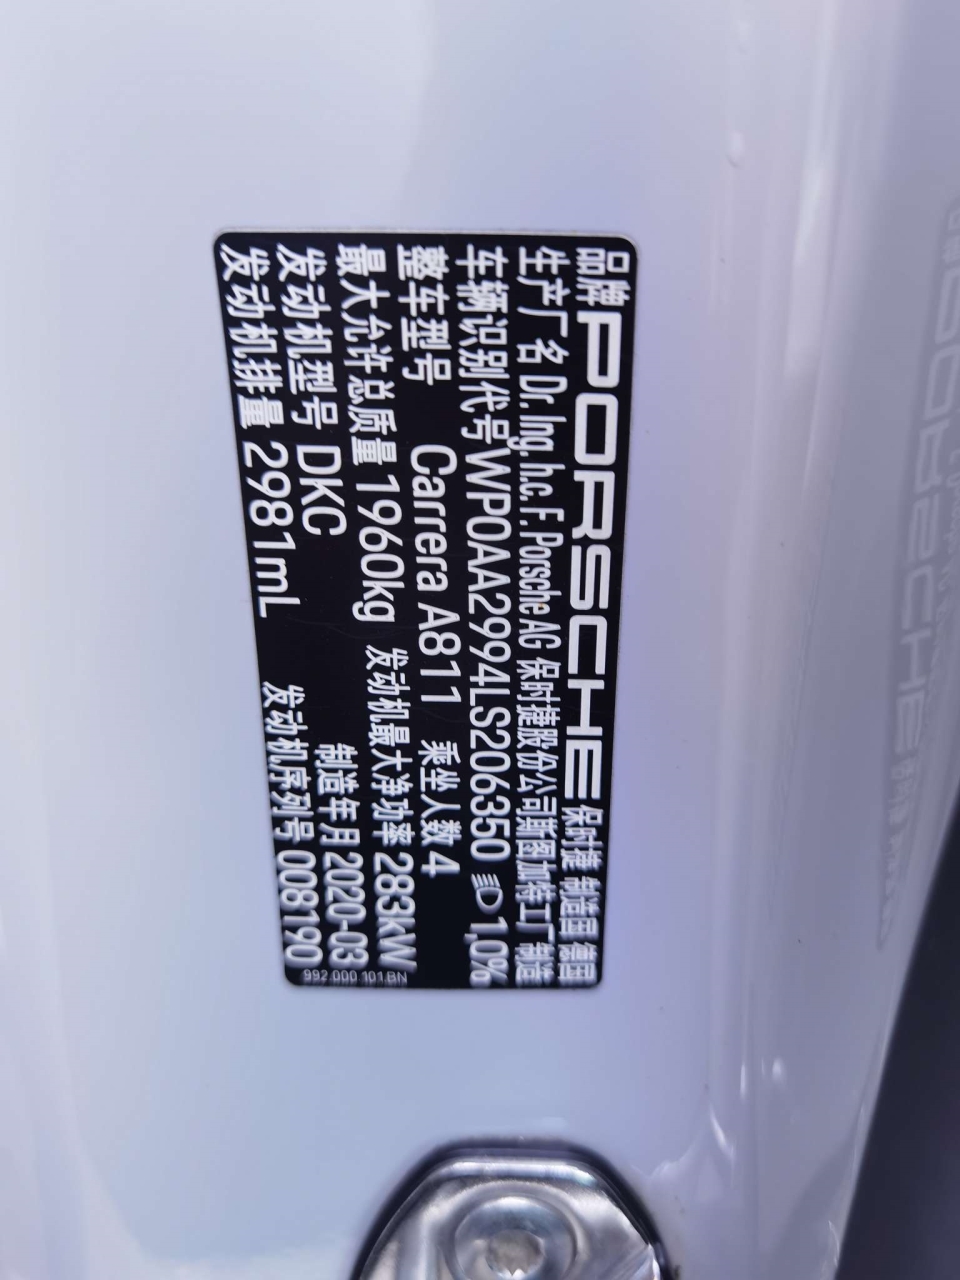 品牌 PORSCHE 保时捷 制造国 德国
生产厂名 Dr. Ing. h.c. F. Porsche AG 保时捷股份公司斯图加特工厂 制造
车辆识别代号 WP0AA2994LS206350 1,0%
整车型号 Carrera A811 乘坐人数 4
最大允许总质量 1960kg 发动机最大净功率 283kW
发动机型号 DKC 制造年月 2020-03
发动机排量 2981mL 发动机序列号 008190
992.000.101.BN